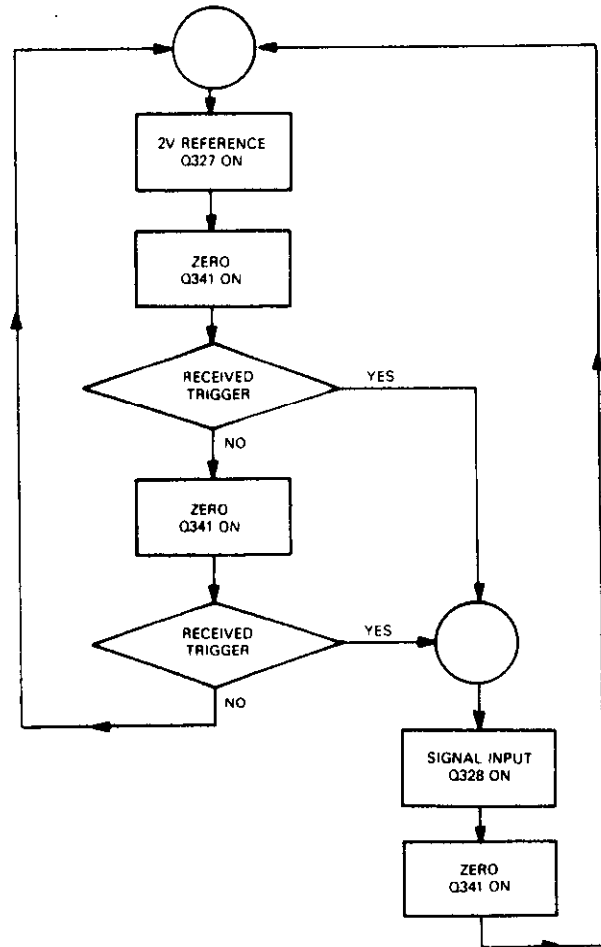 2V REFERENCE
Q327 ON
ZERO
Q341 ON
RECEIVED
TRIGGER
YES
NO
ZERO
Q341 ON
RECEIVED
TRIGGER
YES
NO
SIGNAL INPUT
Q328 ON
ZERO
Q341 ON